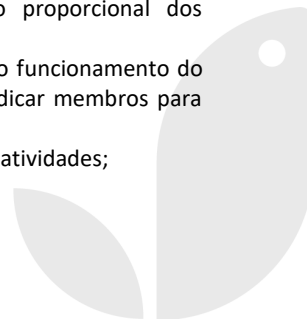 proporcional dos
o funcionamento do
dicar membros para
atividades;